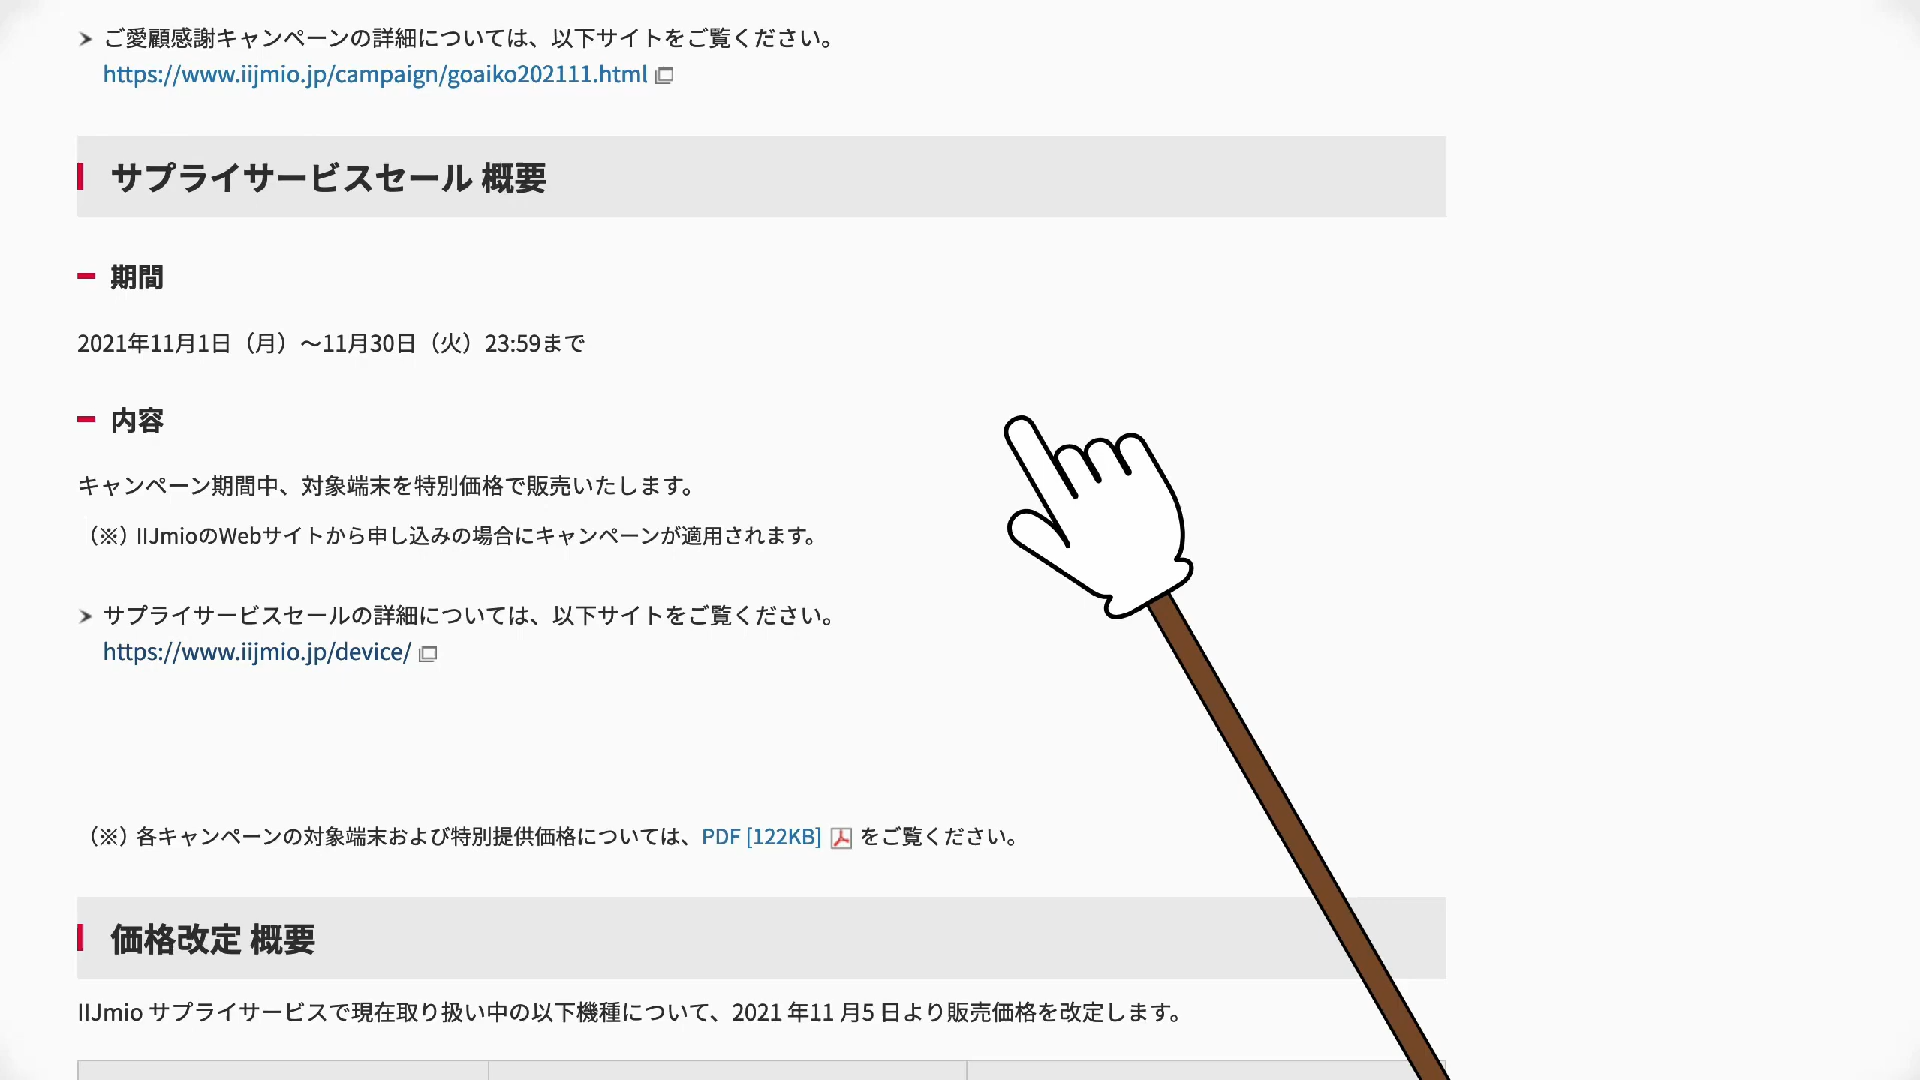 ご愛顧感謝キャンペーンの詳細については、以下サイトをご覧ください。
https://www.iijmio.jp/campaign/goaiko202111.html
サプライサービスセール 概要
期間
2021年11月1日（月）～11月30日（火）23:59まで
内容
キャンペーン期間中、対象端末を特別価格で販売いたします。
（※）IIJmioのWebサイトから申し込みの場合にキャンペーンが適用されます。
サプライサービスセールの詳細については、以下サイトをご覧ください。
https://www.iijmio.jp/device/
（※）各キャンペーンの対象端末および特別提供価格については、PDF [122KB] をご覧ください。
価格改定 概要
IIJmio サプライサービスで現在取り扱い中の以下機種について、2021 年11 月5 日より販売価格を改定します。